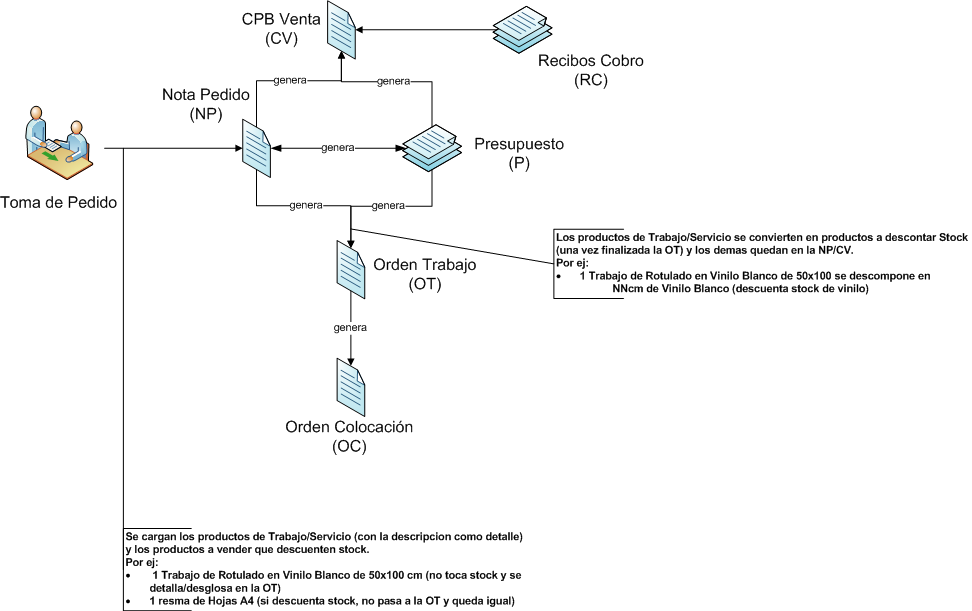 CPB Venta
(CV)
Recibos Cobro
(RC)
genera
genera
Nota Pedido
(NP)
genera
Presupuesto
(P)
Toma de Pedido
genera
genera
Los productos de Trabajo/Servicio se convierten en productos a descontar Stock
(una vez finalizada la OT) y los demas quedan en la NP/CV.
Por ej:
• 1 Trabajo de Rotulado en Vinilo Blanco de 50x100 se descompone en
NNcm de Vinilo Blanco (descuenta stock de vinilo)
Orden Trabajo
(OT)
genera
Orden Colocación
(OC)
Se cargan los productos de Trabajo/Servicio (con la descripcion como detalle)
y los productos a vender que descuenten stock.
Por ej:
• 1 Trabajo de Rotulado en Vinilo Blanco de 50x100 cm (no toca stock y se
detalla/desglosa en la OT)
• 1 resma de Hojas A4 (si descuenta stock, no pasa a la OT y queda igual)